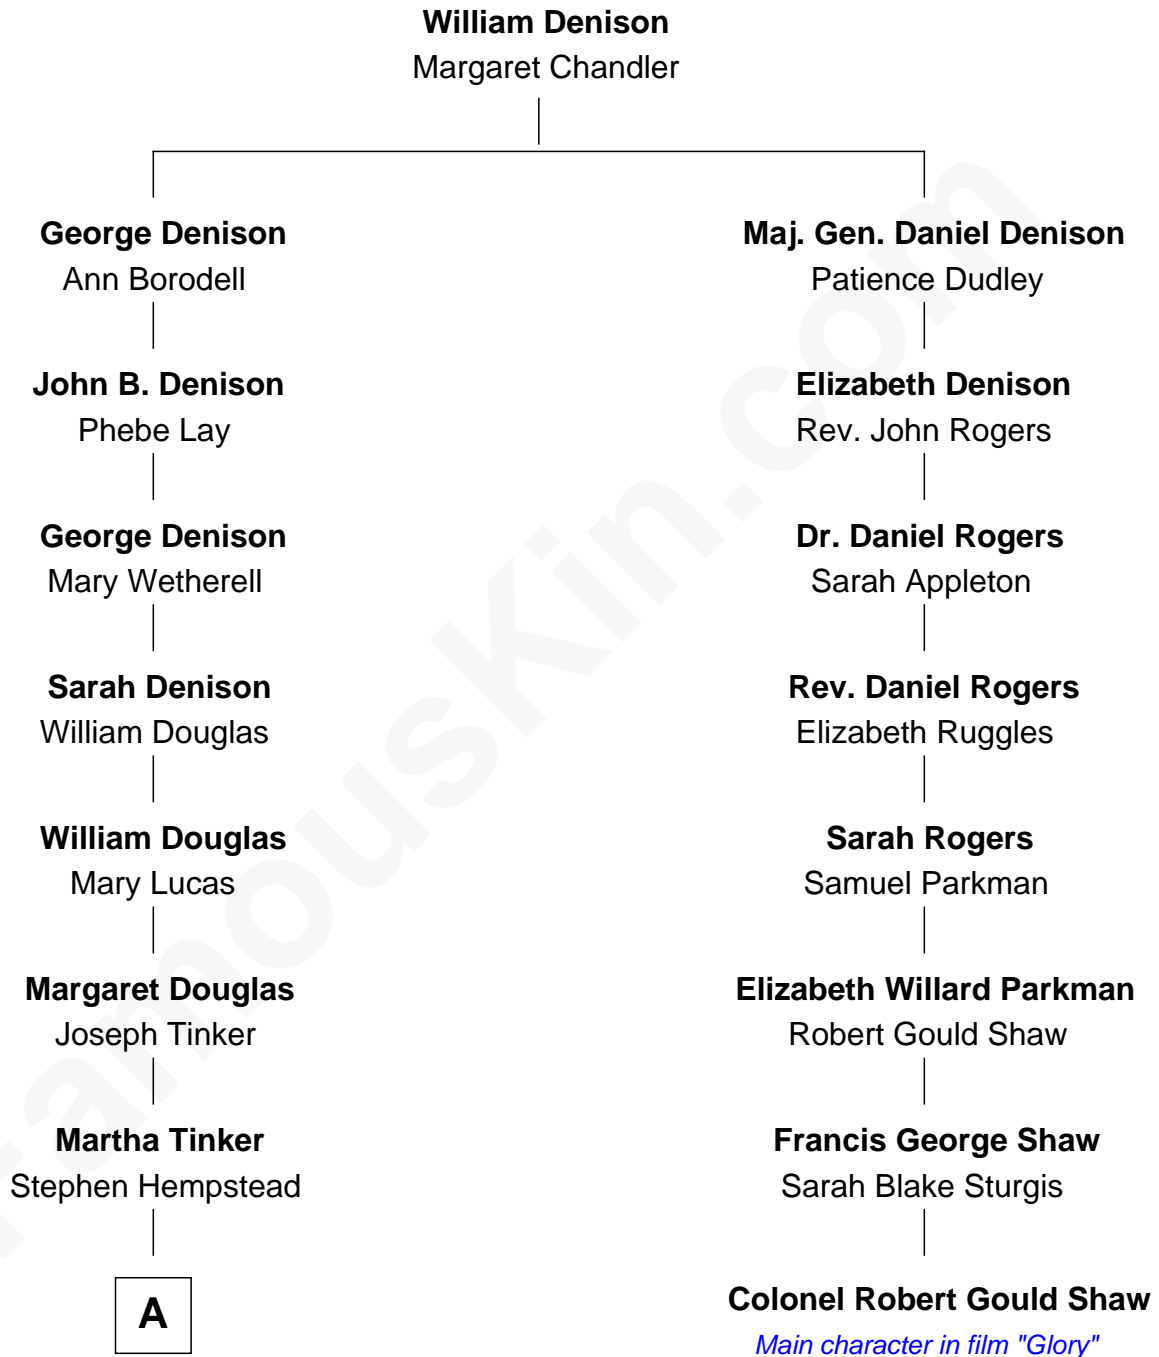 William Denison
Margaret Chandler
George Denison
Ann Borodell
John B. Denison
Phebe Lay
George Denison
Mary Wetherell
Sarah Denison
William Douglas
William Douglas
Mary Lucas
Margaret Douglas
Joseph Tinker
Martha Tinker
Stephen Hempstead
A
Maj. Gen. Daniel Denison
Patience Dudley
Elizabeth Denison
Rev. John Rogers
Dr. Daniel Rogers
Sarah Appleton
Rev. Daniel Rogers
Elizabeth Ruggles
Sarah Rogers
Samuel Parkman
Elizabeth Willard Parkman
Robert Gould Shaw
Francis George Shaw
Sarah Blake Sturgis
Colonel Robert Gould Shaw
Main character in film "Glory"
FamousKin.com